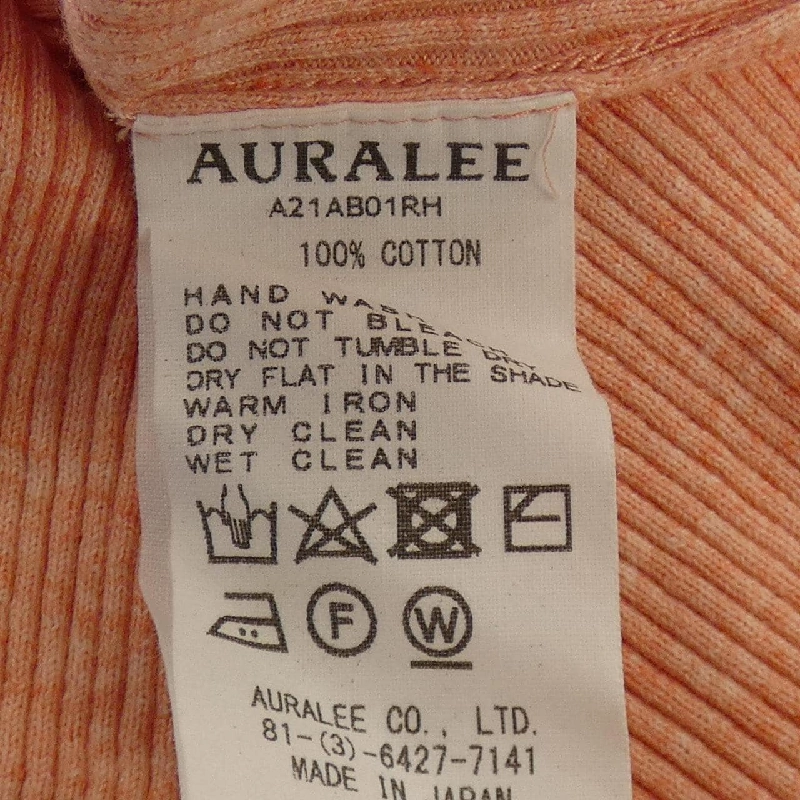 AURALEE
A21AB01RH
100% COTTON
HAND WASH
DO NOT BLEACH
DO NOT TUMBLE DRY
DRY FLAT IN THE SHADE
WARM IRON
DRY CLEAN
WET CLEAN
F W
AURALEE CO., LTD.
81-(3)-6427-7141
MADE IN JAPAN